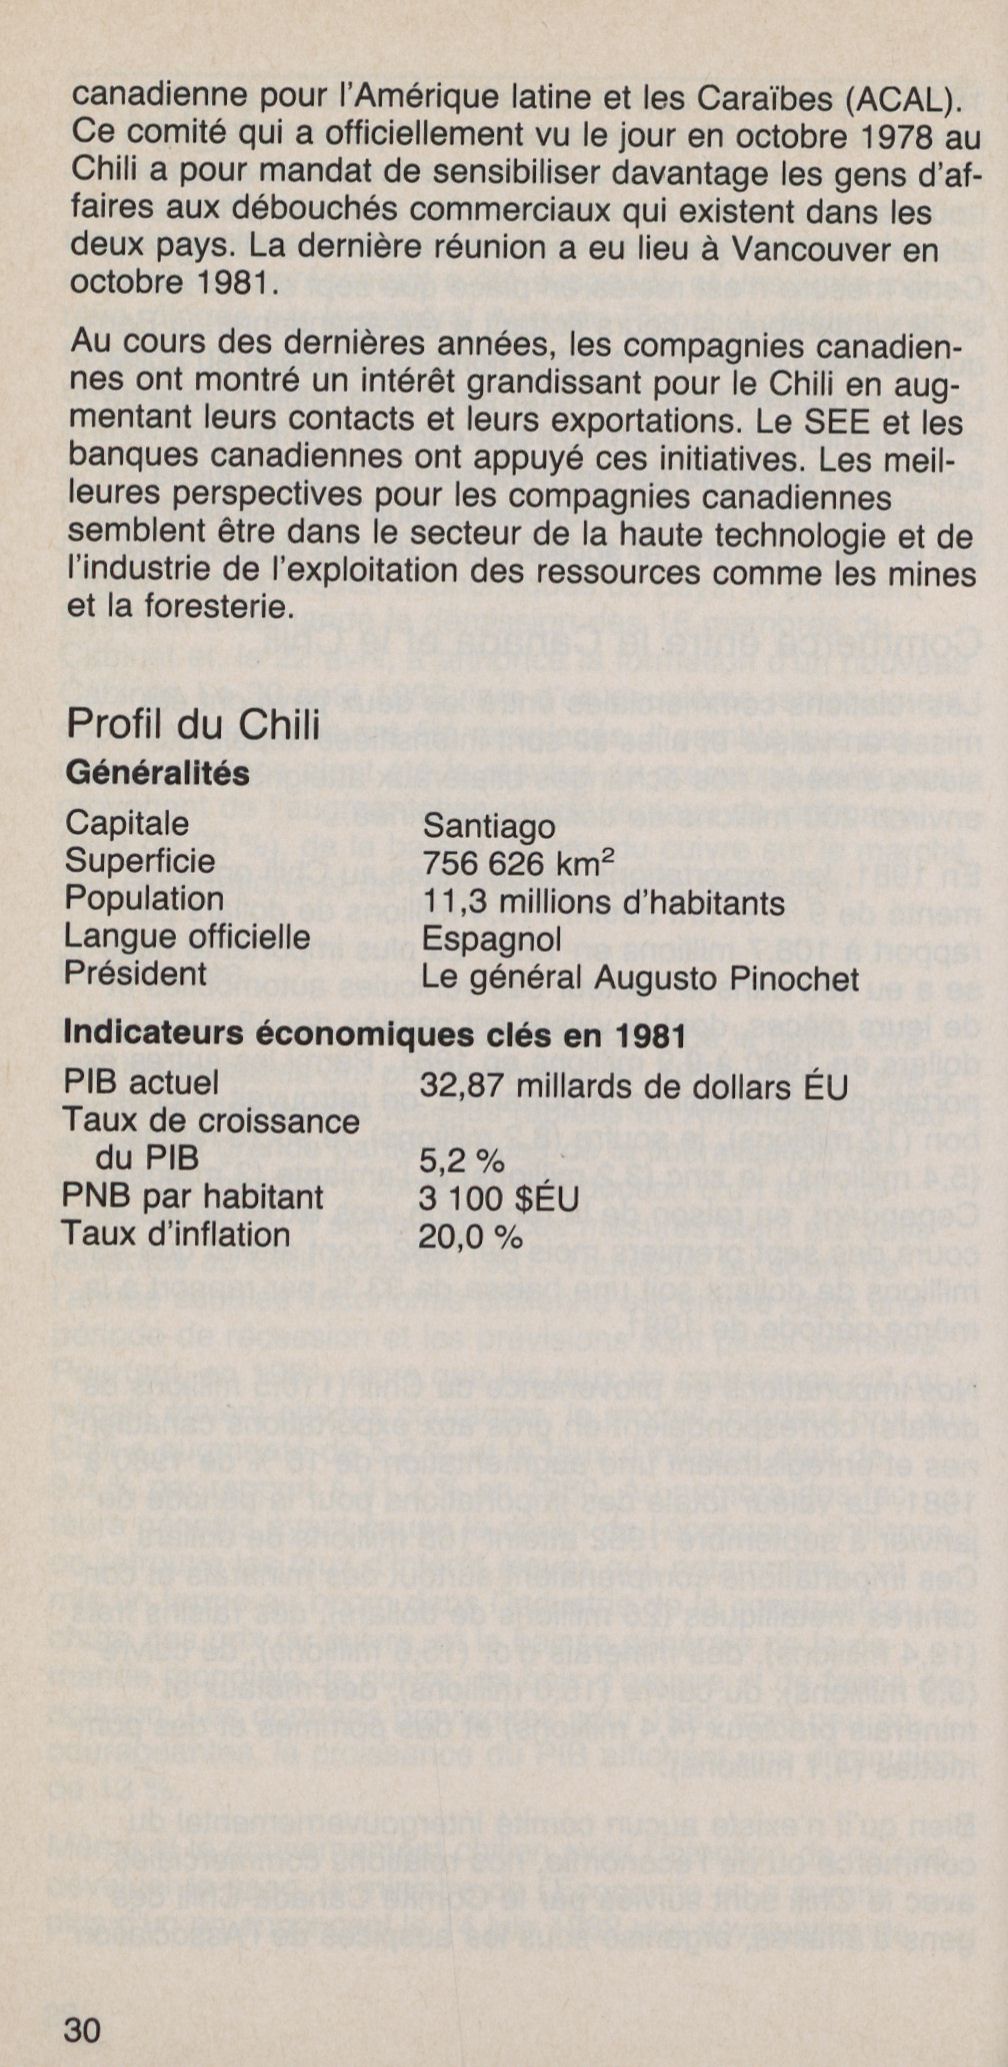 canadienne pour l'Amérique latine et les Caraïbes (ACAL).
Ce comité qui a officiellement vu le jour en octobre 1978 au
Chili a pour mandat de sensibiliser davantage les gens d'af-
faires aux débouchés commerciaux qui existent dans les
deux pays. La dernière réunion a eu lieu à Vancouver en
octobre 1981.
Au cours des dernières années, les compagnies canadien-
nes ont montré un intérêt grandissant pour le Chili en aug-
mentant leurs contacts et leurs exportations. Le SEE et les
banques canadiennes ont appuyé ces initiatives. Les meil-
leures perspectives pour les compagnies canadiennes
semblent être dans le secteur de la haute technologie et de
l'industrie de l'exploitation des ressources comme les mines
et la foresterie.
Profil du Chili
Généralités
Capitale Santiago
Superficie 756 626 km²
Population 11,3 millions d'habitants
Langue officielle Espagnol
Président Le général Augusto Pinochet
Indicateurs économiques clés en 1981
PIB actuel 32,87 millards de dollars ÉU
Taux de croissance
du PIB 5,2 %
PNB par habitant 3 100 $ÉU
Taux d'inflation 20,0 %
30